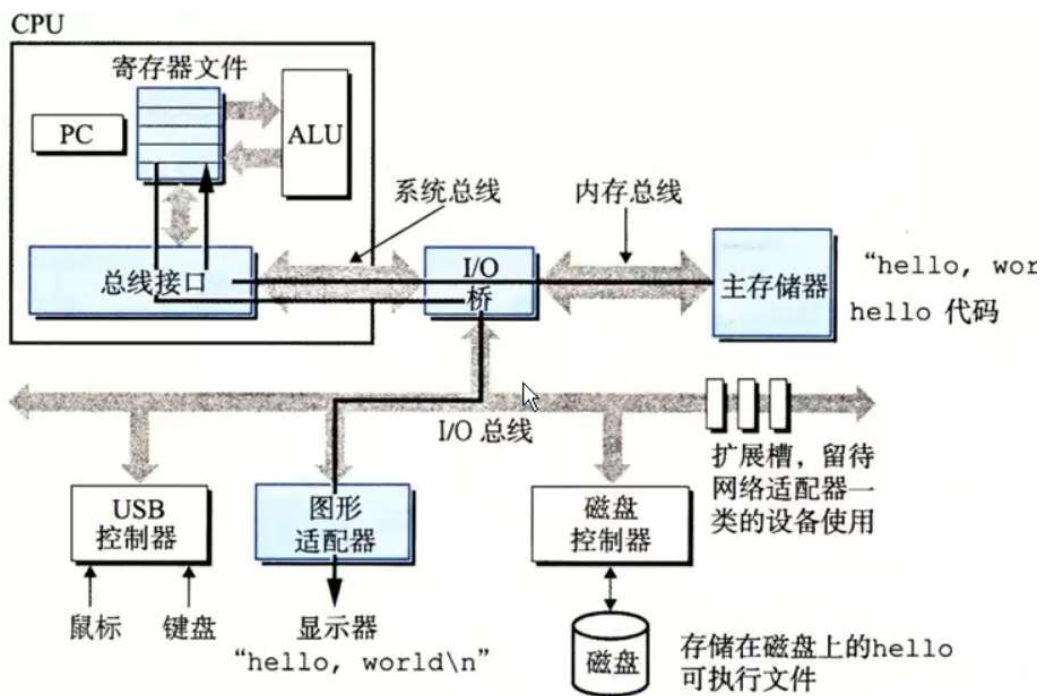 CPU
寄存器文件
PC
ALU
系统总线
内存总线
总线接口
I/O
桥
主存储器
"hello, wor
hello 代码
I/O 总线
扩展槽，留待
网络适配器一
类的设备使用
USB
控制器
图形
适配器
磁盘
控制器
鼠标
键盘
显示器
"hello, world\n"
磁盘
存储在磁盘上的hello
可执行文件